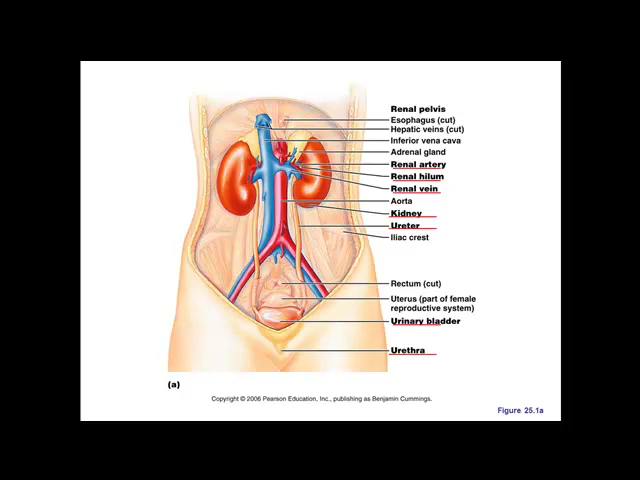 Renal pelvis
Esophagus (cut)
Hepatic veins (cut)
Inferior vena cava
Adrenal gland
Renal artery
Renal hilum
Renal vein
Aorta
Kidney
Ureter
Iliac crest
Rectum (cut)
Uterus (part of female
reproductive system)
Urinary bladder
Urethra
(a)
Copyright © 2006 Pearson Education, Inc., publishing as Benjamin Cummings.
Figure 25.1a